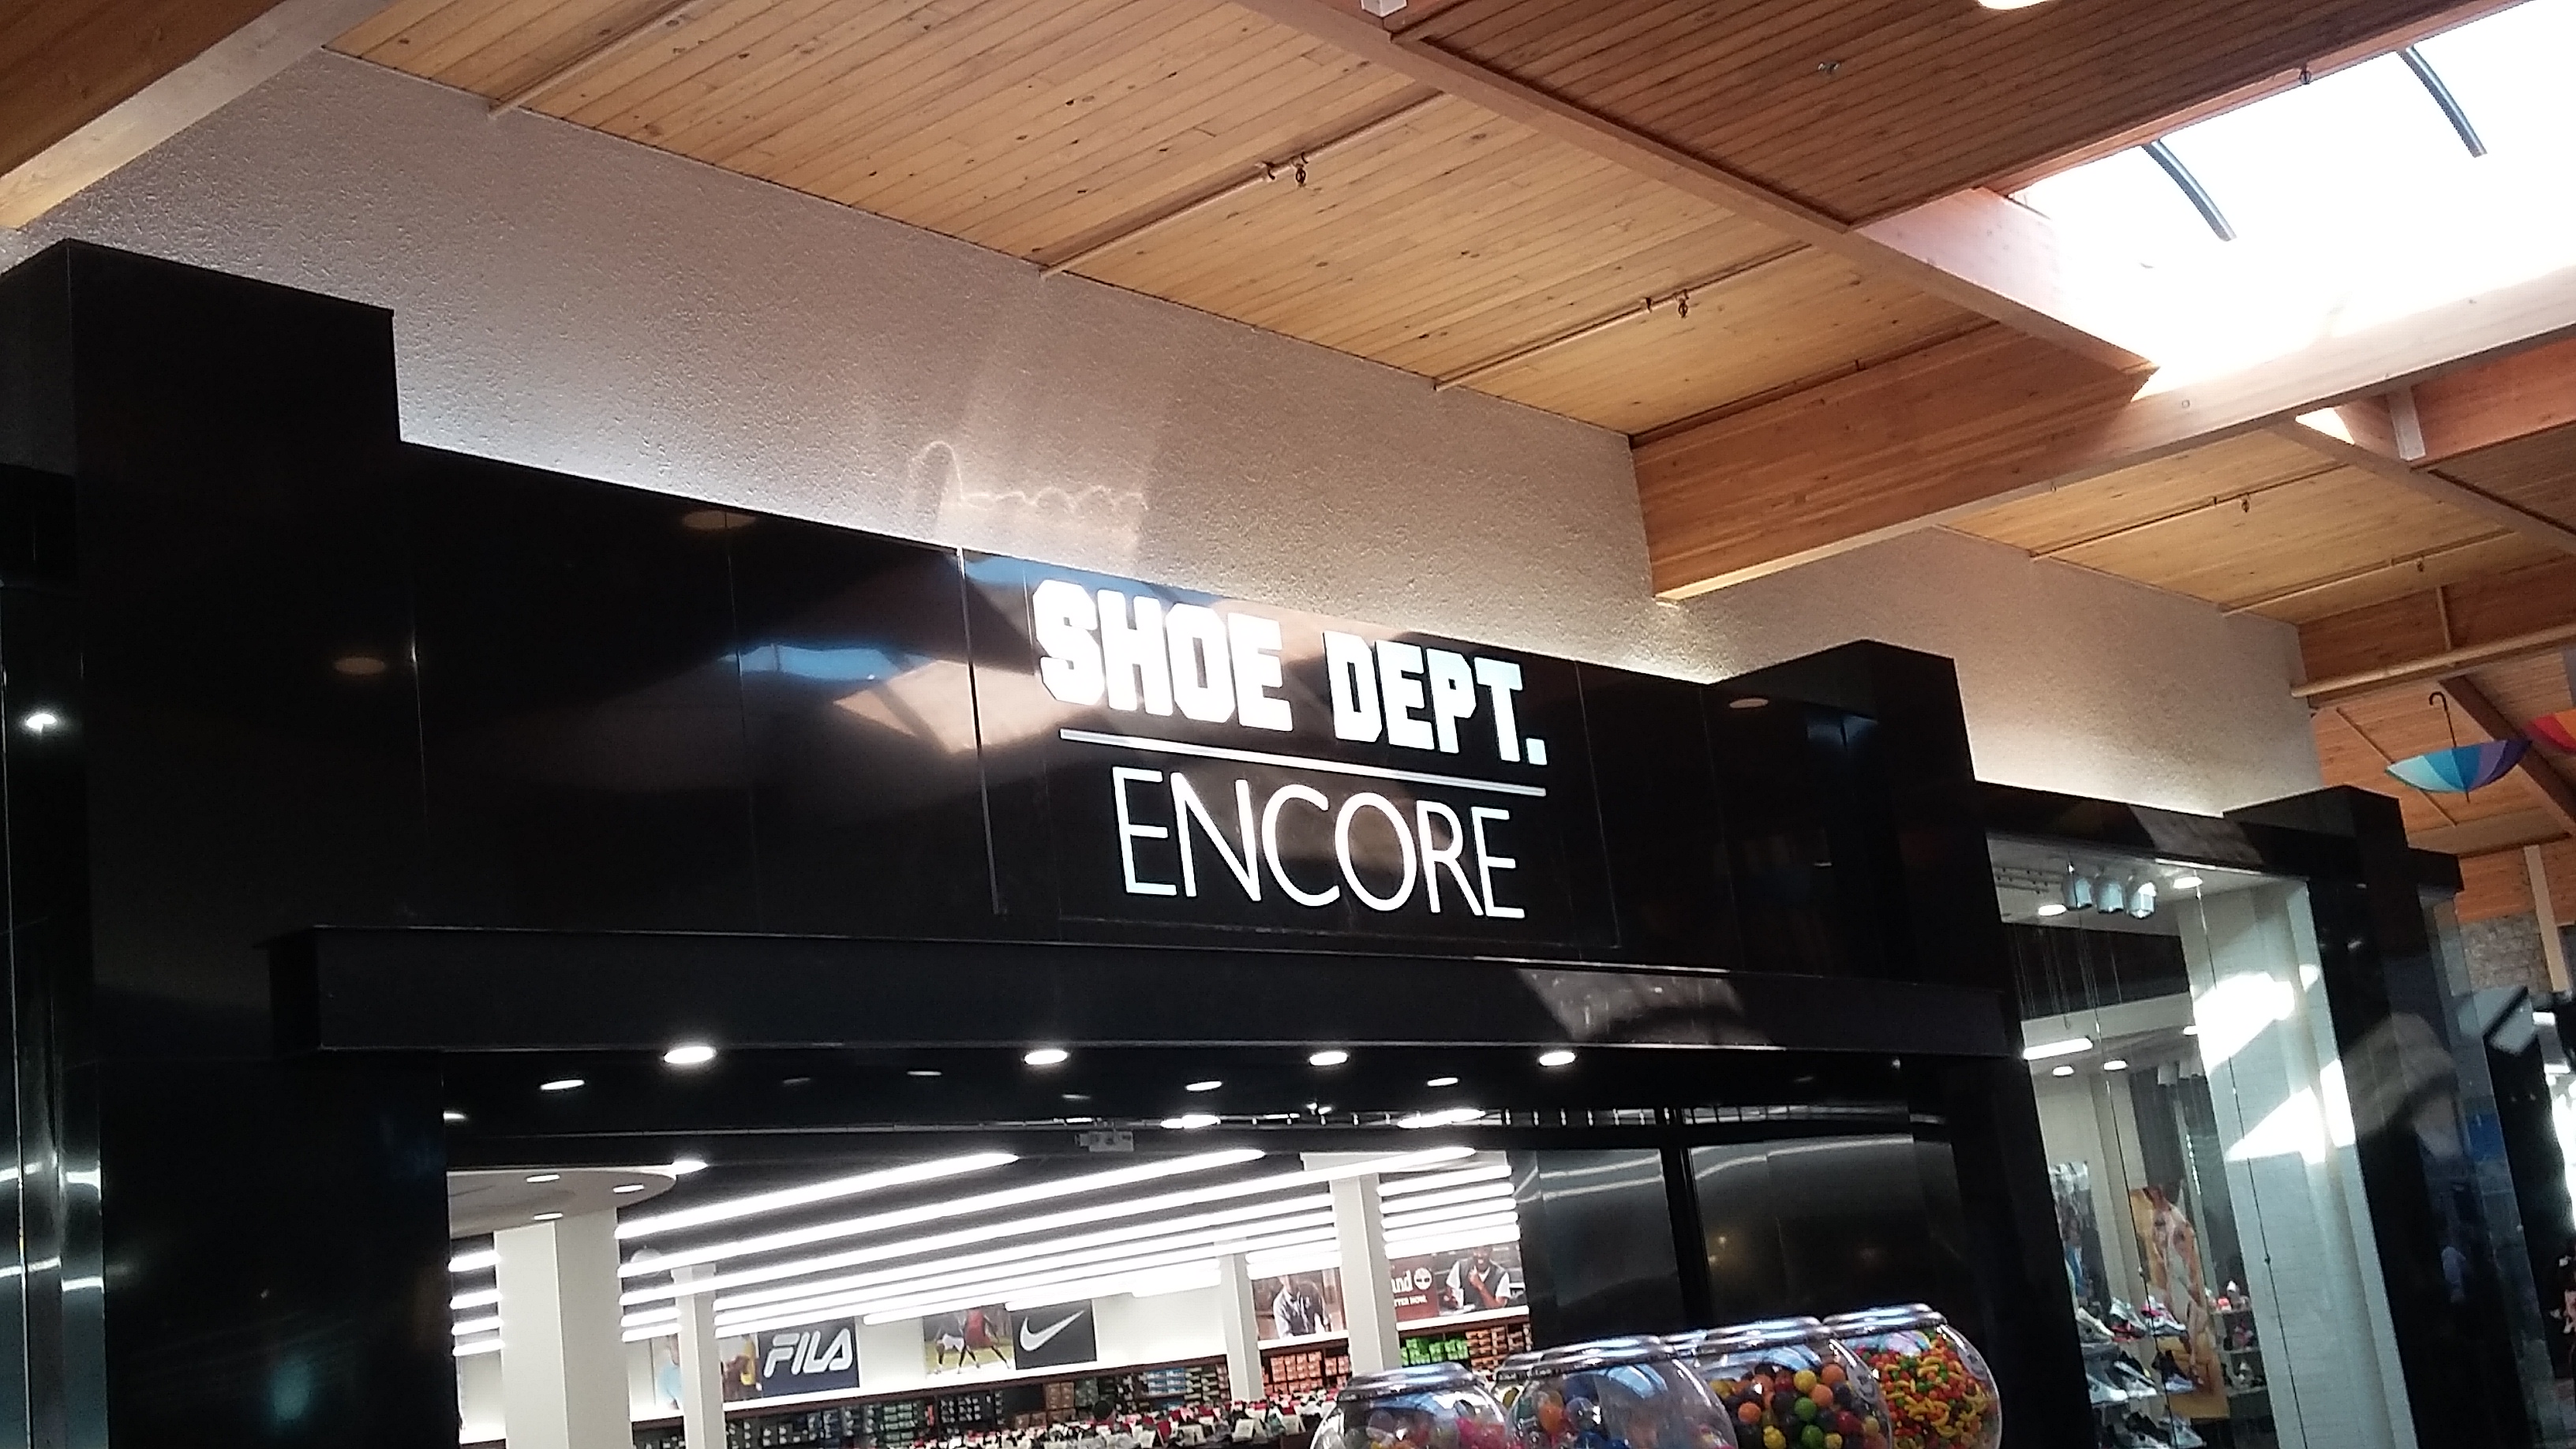 SHOE DEPT.
ENCORE
FILA